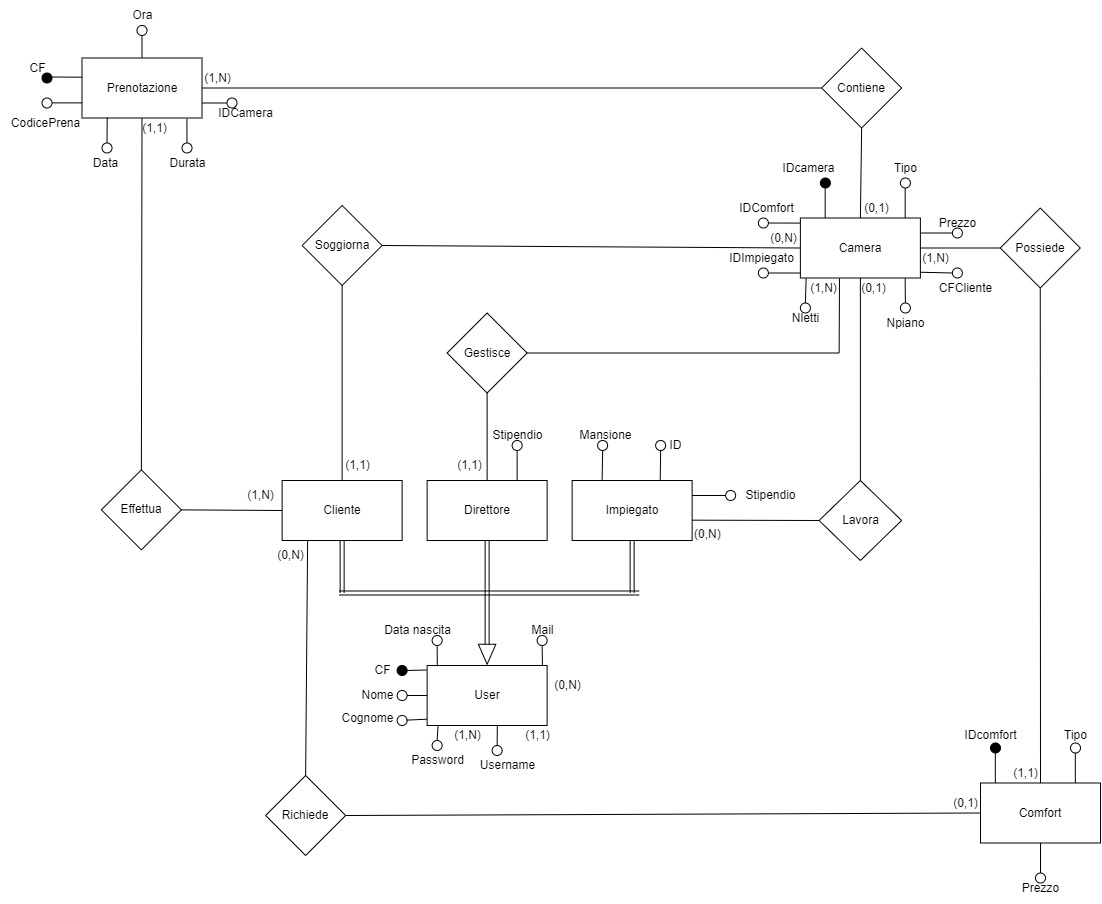 Ora
CF
Prenotazione
(1,N)
CodicePrena
(1,1)
IDCamera
Data
Durata
Contiene
IDcamera
Tipo
IDComfort
(0,1)
Prezzo
Soggiorna
(0,N)
Camera
Possiede
IDImpiegato
(1,N)
CFCliente
(1,N)
(0,1)
Nletti
Npiano
Gestisce
Stipendio
Mansione
ID
(1,1)
(1,1)
Effettua
(1,N)
Cliente
Direttore
Impiegato
Stipendio
Lavora
(0,N)
(0,N)
Data nascita
Mail
CF
Nome
User
(0,N)
Cognome
(1,N)
(1,1)
Password
Username
IDcomfort
Tipo
(1,1)
(0,1)
Richiede
Comfort
Prezzo